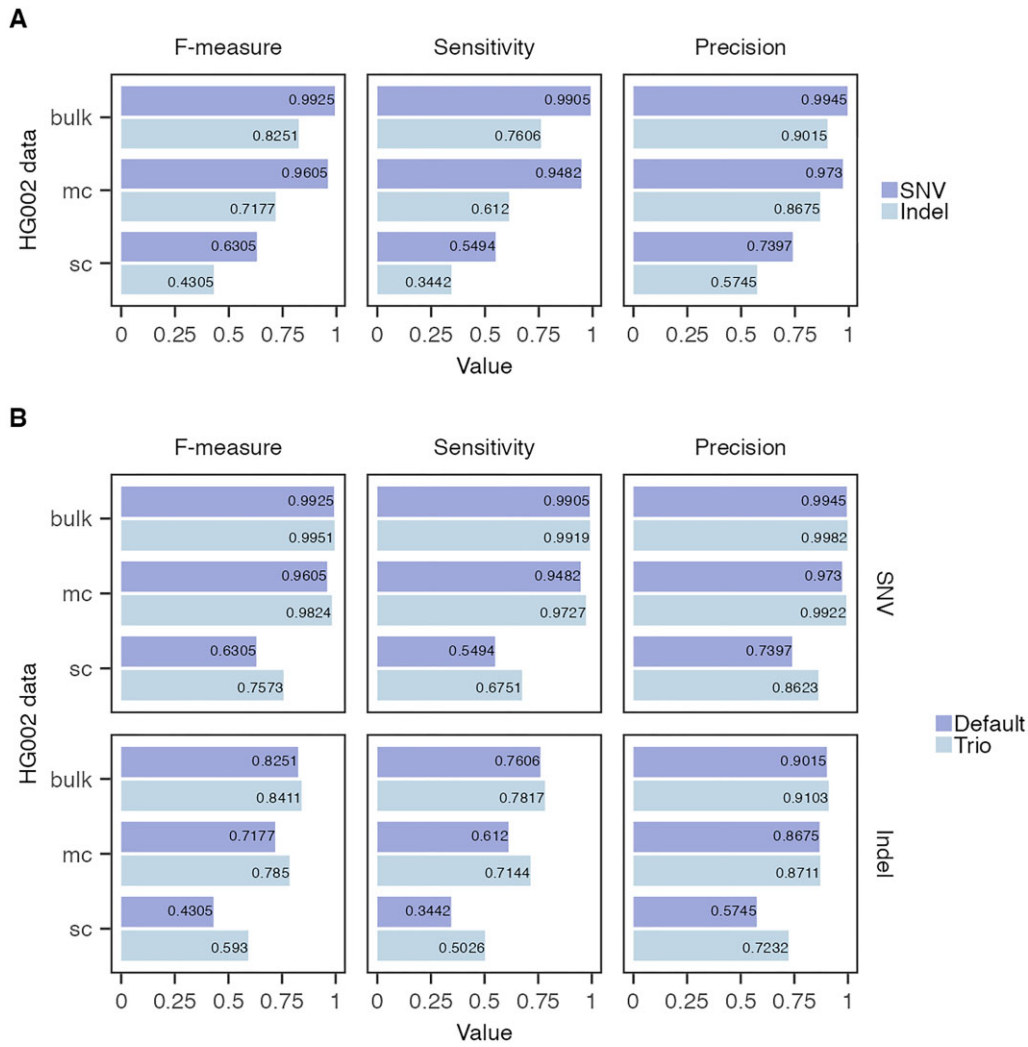 A
F-measure Sensitivity Precision
HG002 data
bulk
0.9925 0.9905 0.9945
0.8251 0.7606 0.9015
mc
0.9605 0.9482 0.973
0.7177 0.612 0.8675
sc
0.6305 0.5494 0.7397
0.4305 0.3442 0.5745
SNV
Indel
0 0.25 0.5 0.75 1 0 0.25 0.5 0.75 1 0 0.25 0.5 0.75 1
Value
B
F-measure Sensitivity Precision
HG002 data
bulk
0.9925 0.9905 0.9945
0.9951 0.9919 0.9982
mc
0.9605 0.9482 0.973
0.9824 0.9727 0.9922
sc
0.6305 0.5494 0.7397
0.7573 0.6751 0.8623
SNV
Default
Trio
bulk
0.8251 0.7606 0.9015
0.8411 0.7817 0.9103
mc
0.7177 0.612 0.8675
0.785 0.7144 0.8711
sc
0.4305 0.3442 0.5745
0.593 0.5026 0.7232
Indel
0 0.25 0.5 0.75 1 0 0.25 0.5 0.75 1 0 0.25 0.5 0.75 1
Value